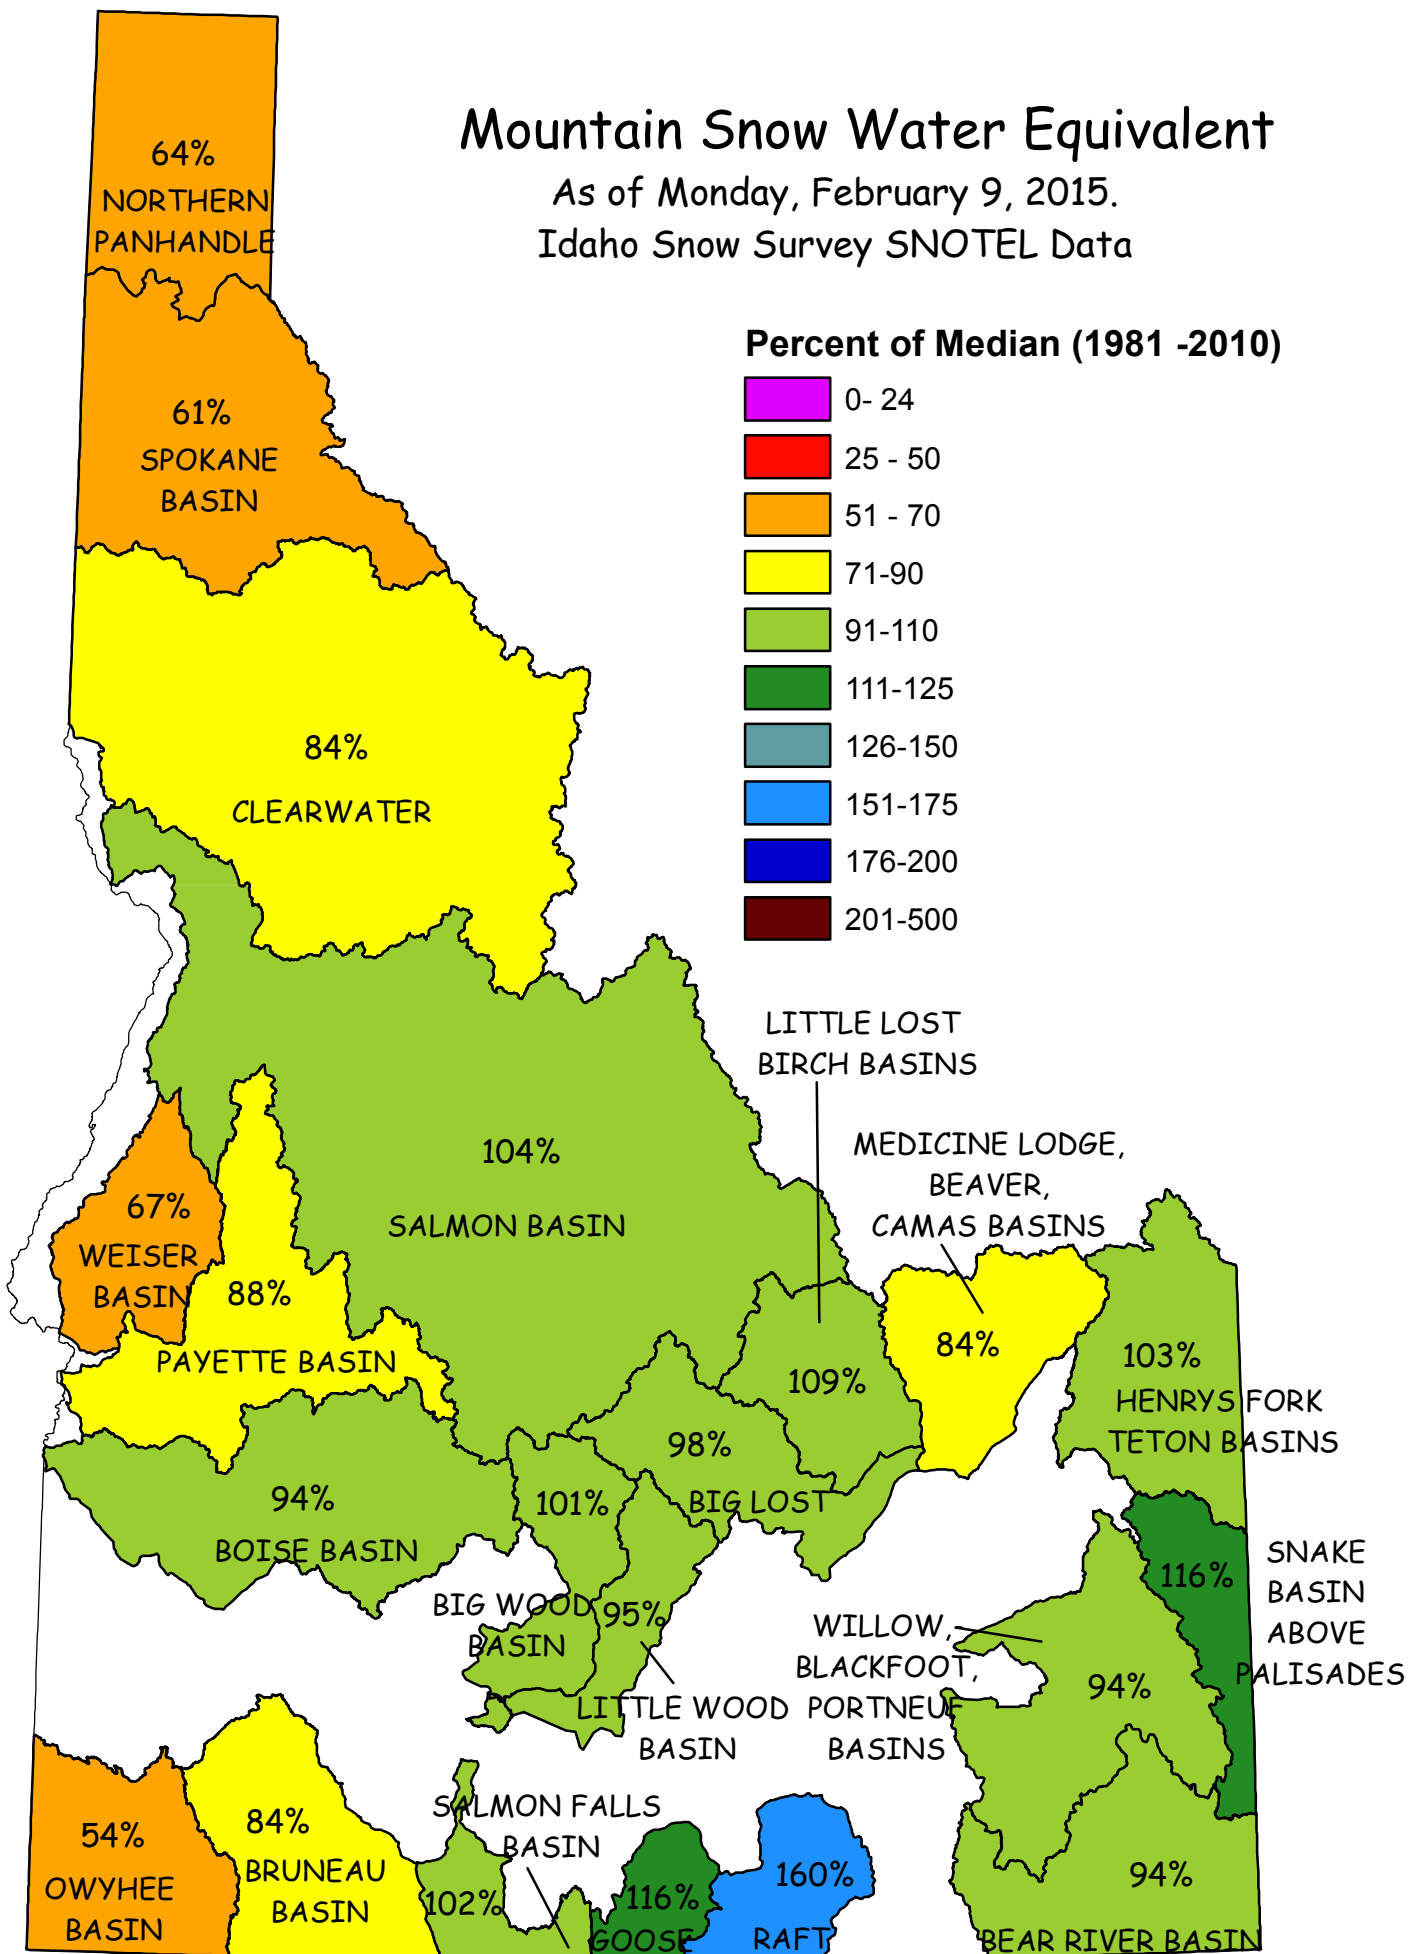 Mountain Snow Water Equivalent
As of Monday, February 9, 2015.
Idaho Snow Survey SNOTEL Data
Percent of Median (1981 -2010)
0- 24
25 - 50
51 - 70
71-90
91-110
111-125
126-150
151-175
176-200
201-500
64%
NORTHERN
PANHANDLE
61%
SPOKANE
BASIN
84%
CLEARWATER
104%
SALMON BASIN
LITTLE LOST
BIRCH BASINS
109%
MEDICINE LODGE,
BEAVER,
CAMAS BASINS
84%
67%
WEISER
BASIN
88%
PAYETTE BASIN
103%
HENRYS FORK
TETON BASINS
98%
BIG LOST
94%
BOISE BASIN
101%
BIG WOOD
BASIN
95%
LITTLE WOOD
BASIN
116%
SNAKE
BASIN
ABOVE
PALISADES
WILLOW,
BLACKFOOT,
PORTNEUF
BASINS
94%
54%
OWYHEE
BASIN
84%
BRUNEAU
BASIN
SALMON FALLS
BASIN
102%
116%
GOOSE
160%
RAFT
94%
BEAR RIVER BASIN